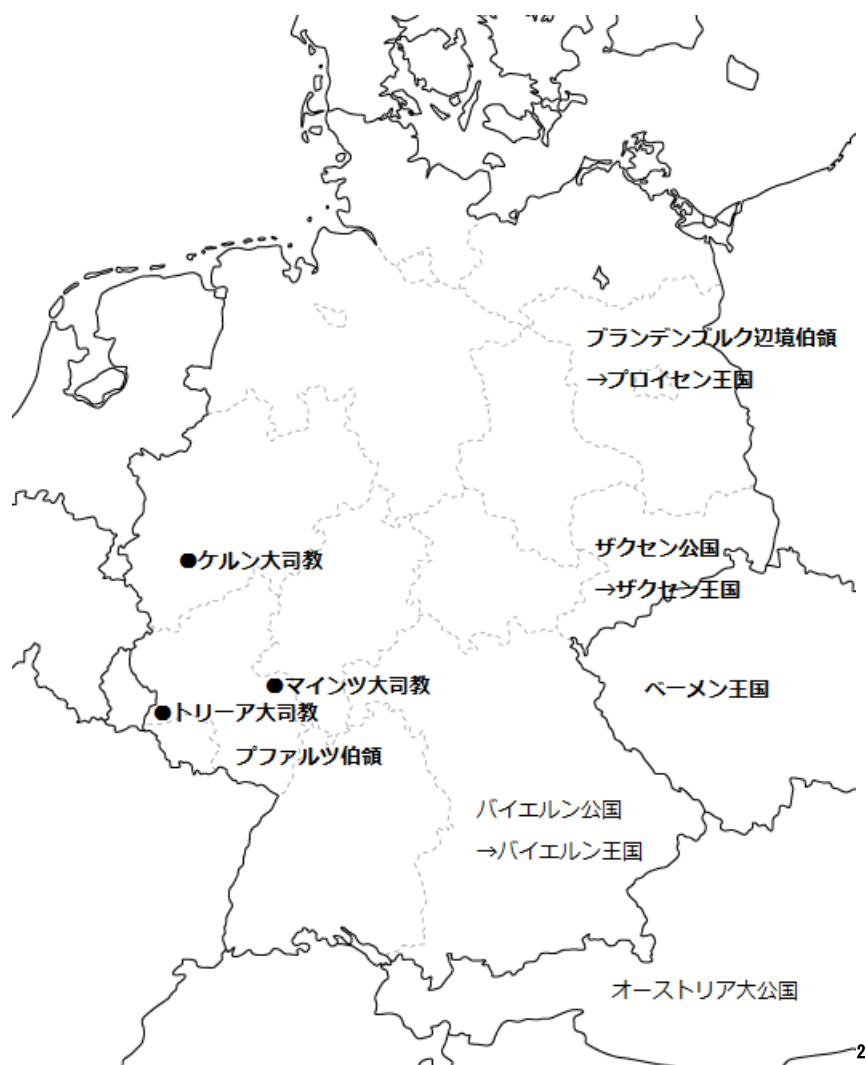 ブランデンブルク辺境伯領
→プロイセン王国
ザクセン公国
●ケルン大司教
→ザクセン王国
●マインツ大司教
ベーメン王国
●トリーア大司教
プファルツ伯領
バイエルン公国
→バイエルン王国
オーストリア大公国
2